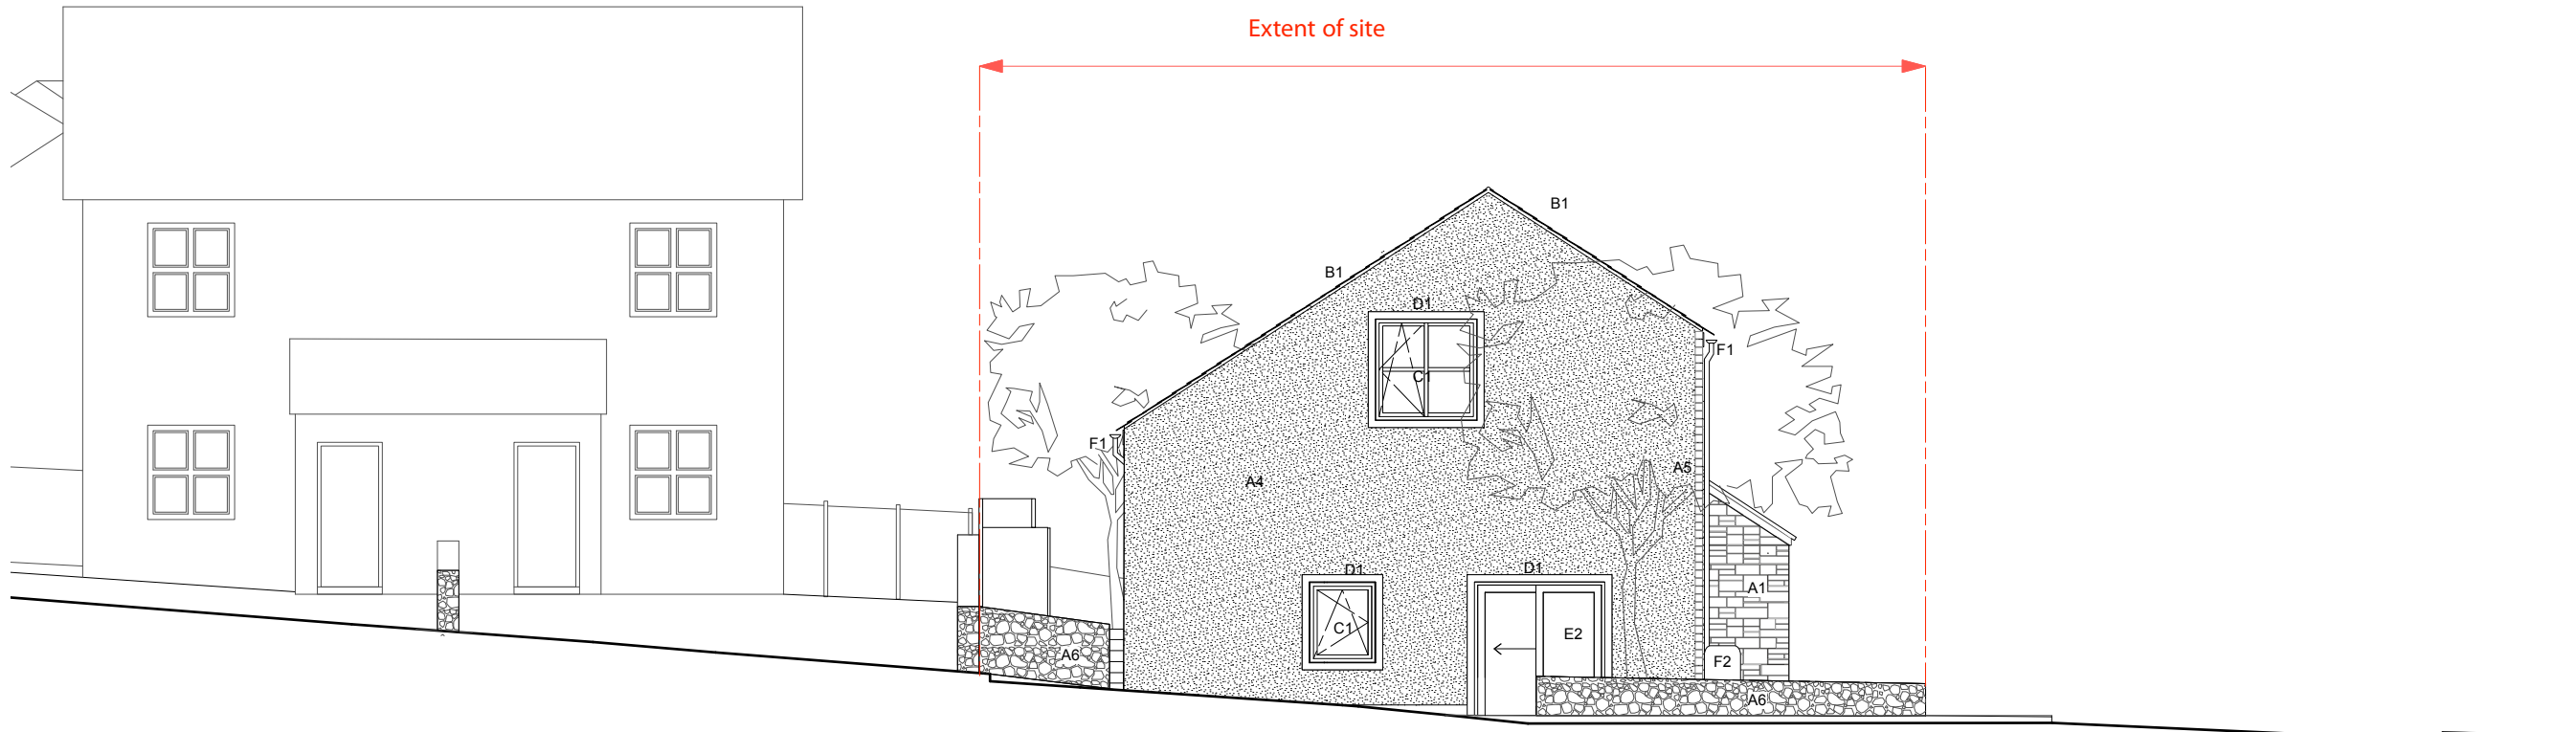 Extent of site
B1
B1
D1
F1
C1
F1
A5
A4
D1
D1
A1
C1
E2
A6
F2
A6